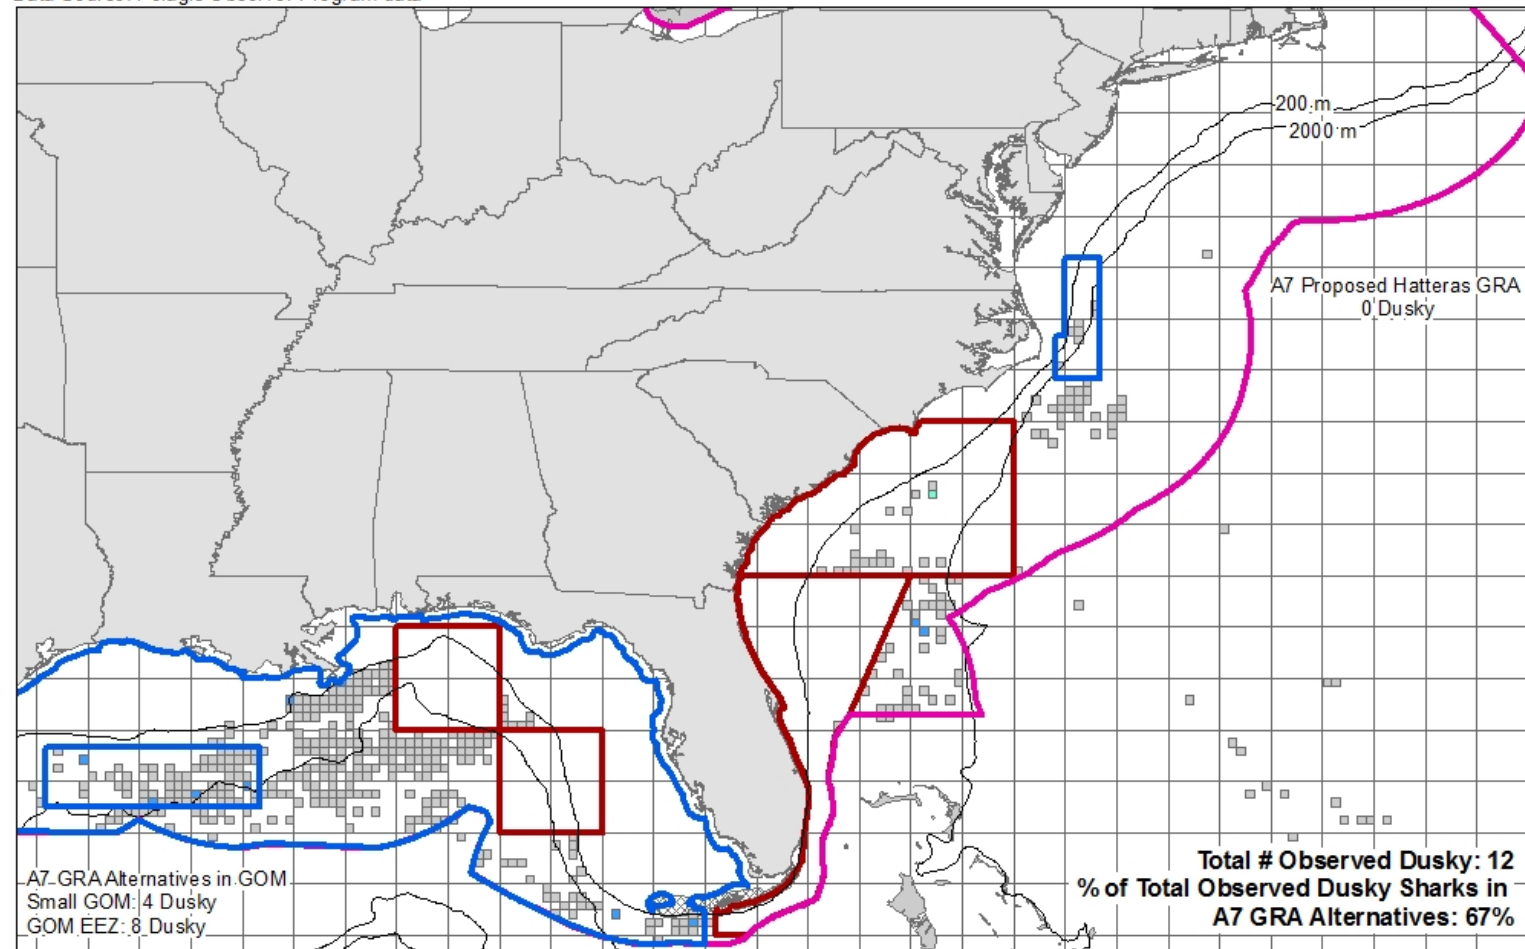 200 m
2000 m
A7 Proposed Hatteras GRA
0 Dusky
Total # Observed Dusky: 12
% of Total Observed Dusky Sharks in
A7 GRA Alternatives: 67%
A7 GRA Alternatives in GOM
Small GOM: 4 Dusky
GOM EEZ: 8 Dusky